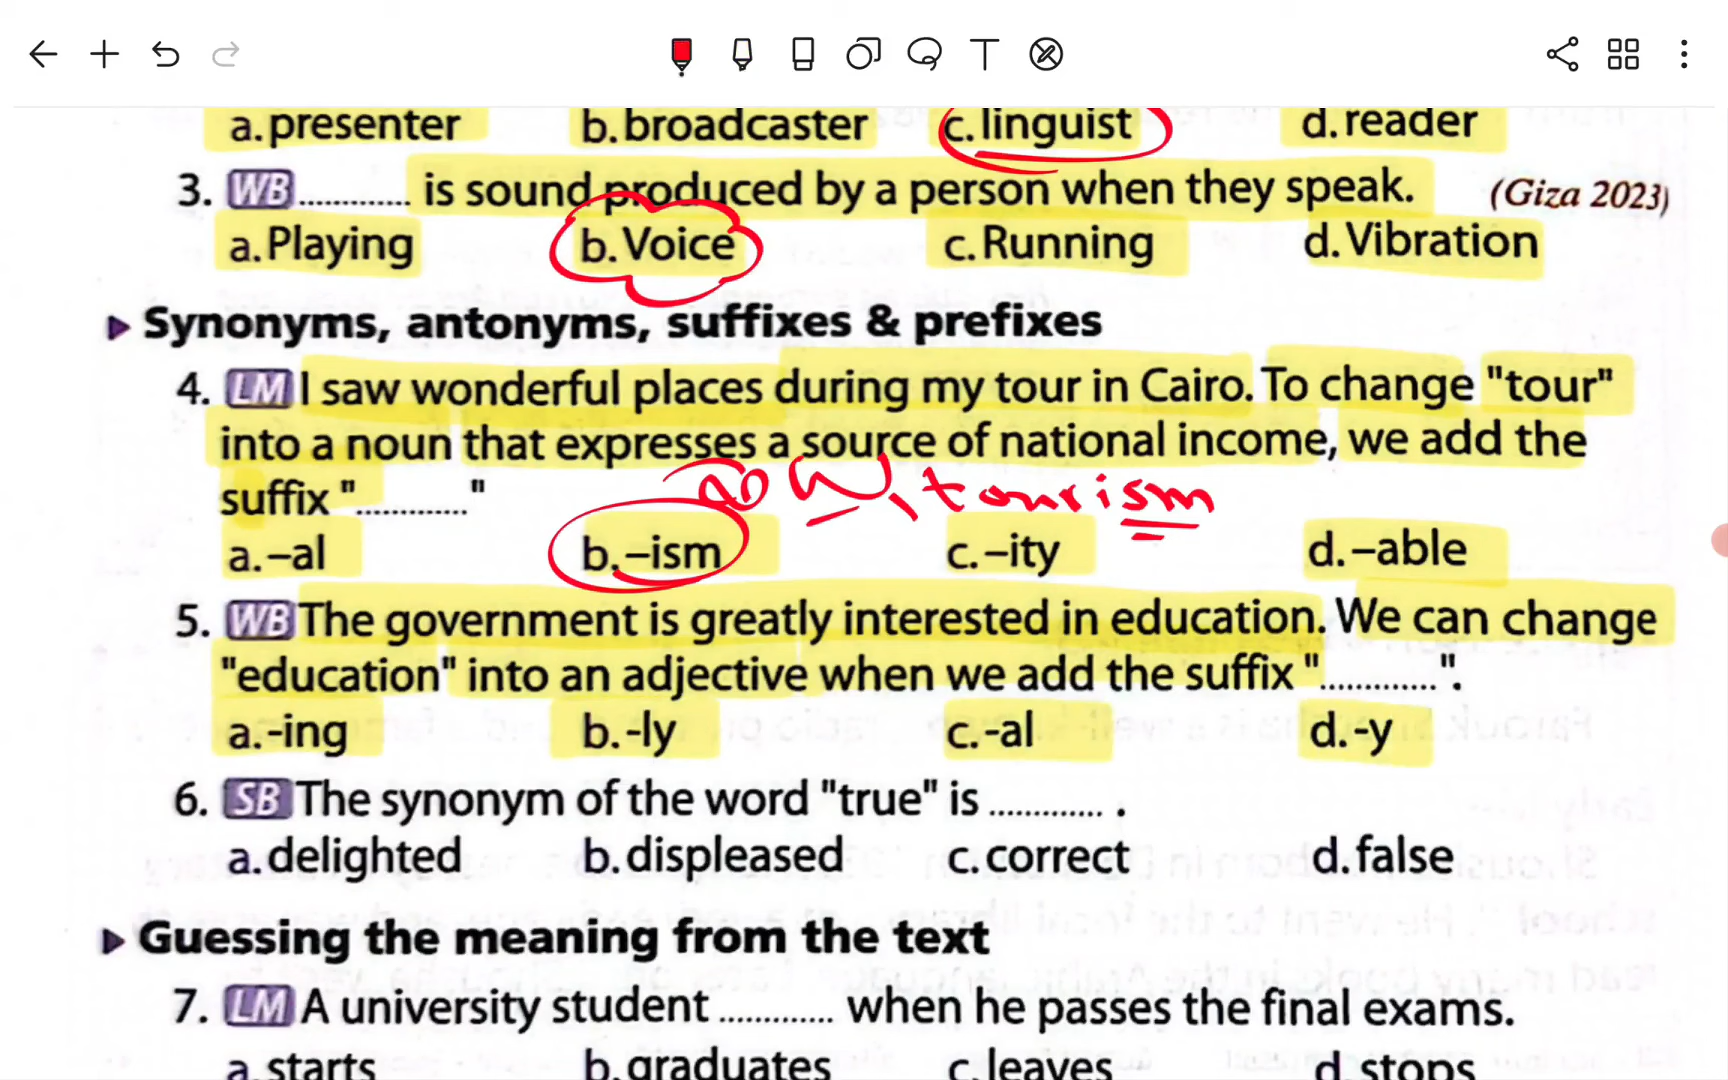 a. presenter b. broadcaster c. linguist d. reader
3. WB ............ is sound produced by a person when they speak. (Giza 2023)
a. Playing b. Voice c. Running d. Vibration
Synonyms, antonyms, suffixes & prefixes
4. LM I saw wonderful places during my tour in Cairo. To change "tour"
into a noun that expresses a source of national income, we add the
suffix "............"
tourism
a. –al b. –ism c. –ity d. –able
5. WB The government is greatly interested in education. We can change
"education" into an adjective when we add the suffix "............".
a. -ing b. -ly c. -al d. -y
6. SB The synonym of the word "true" is ............ .
a. delighted b. displeased c. correct d. false
Guessing the meaning from the text
7. LM A university student ............ when he passes the final exams.
a. starts b. graduates c. leaves d. stops